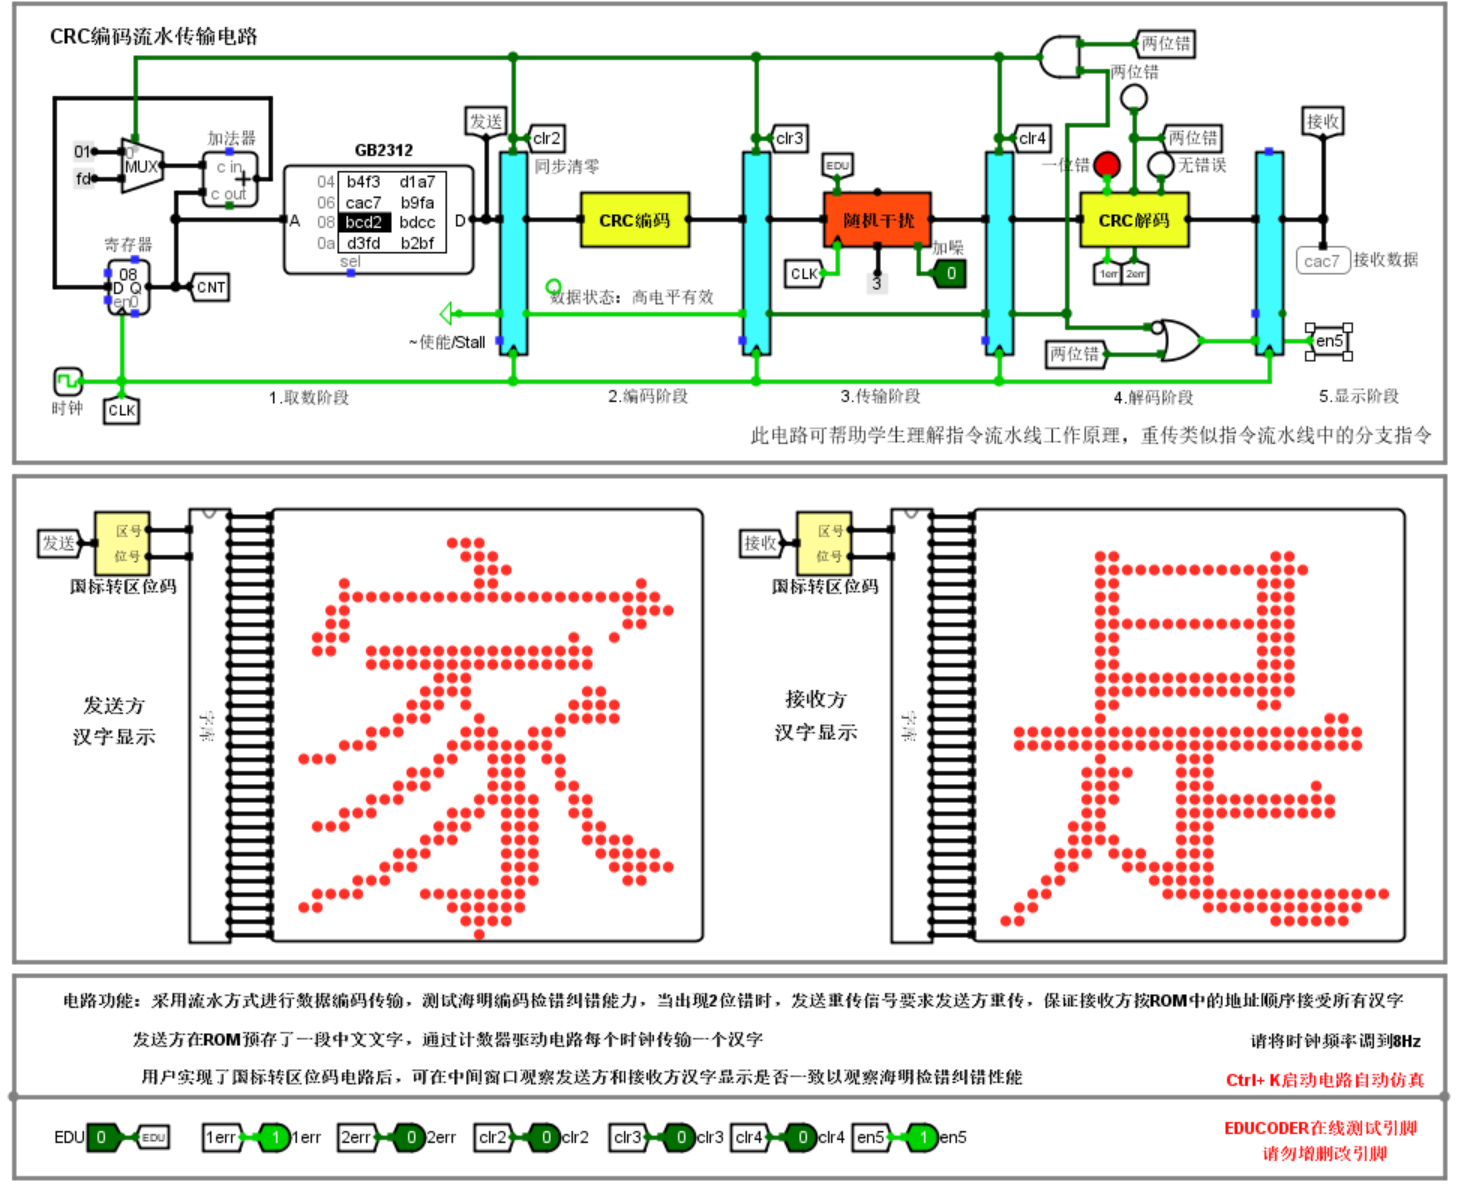 CRC编码流水传输电路
两位错
两位错
加法器
发送
clr2
clr3
clr4
两位错
接收
01
0
MUX
c in
GB2312
同步清零
EDU
一位错
无错误
fd
+
c out
04 b4f3 d1a7
06 cac7 b9fa
08 bcd2 bdcc
0a d3fd b2bf
A
D
sel
CRC编码
随机干扰
CRC解码
寄存器
加噪
08
D Q
en0
CNT
CLK
3
0
1err
2err
cac7
接收数据
数据状态：高电平有效
~使能/Stall
两位错
en5
时钟
CLK
1.取数阶段
2.编码阶段
3.传输阶段
4.解码阶段
5.显示阶段
此电路可帮助学生理解指令流水线工作原理，重传类似指令流水线中的分支指令
发送
区号
位号
国标转区位码
发送方
汉字显示
字库
家
接收
区号
位号
国标转区位码
接收方
汉字显示
字库
是
电路功能：采用流水方式进行数据编码传输，测试海明编码检错纠错能力，当出现2位错时，发送重传信号要求发送方重传，保证接收方按ROM中的地址顺序接受所有汉字
发送方在ROM预存了一段中文文字，通过计数器驱动电路每个时钟传输一个汉字
请将时钟频率调到8Hz
用户实现了国标转区位码电路后，可在中间窗口观察发送方和接收方汉字显示是否一致以观察海明检错纠错性能
Ctrl+ K启动电路自动仿真
EDU 0 EDU
1err 1 1err
2err 0 2err
clr2 0 clr2
clr3 0 clr3
clr4 0 clr4
en5 1 en5
EDUCODER在线测试引脚
请勿增删改引脚